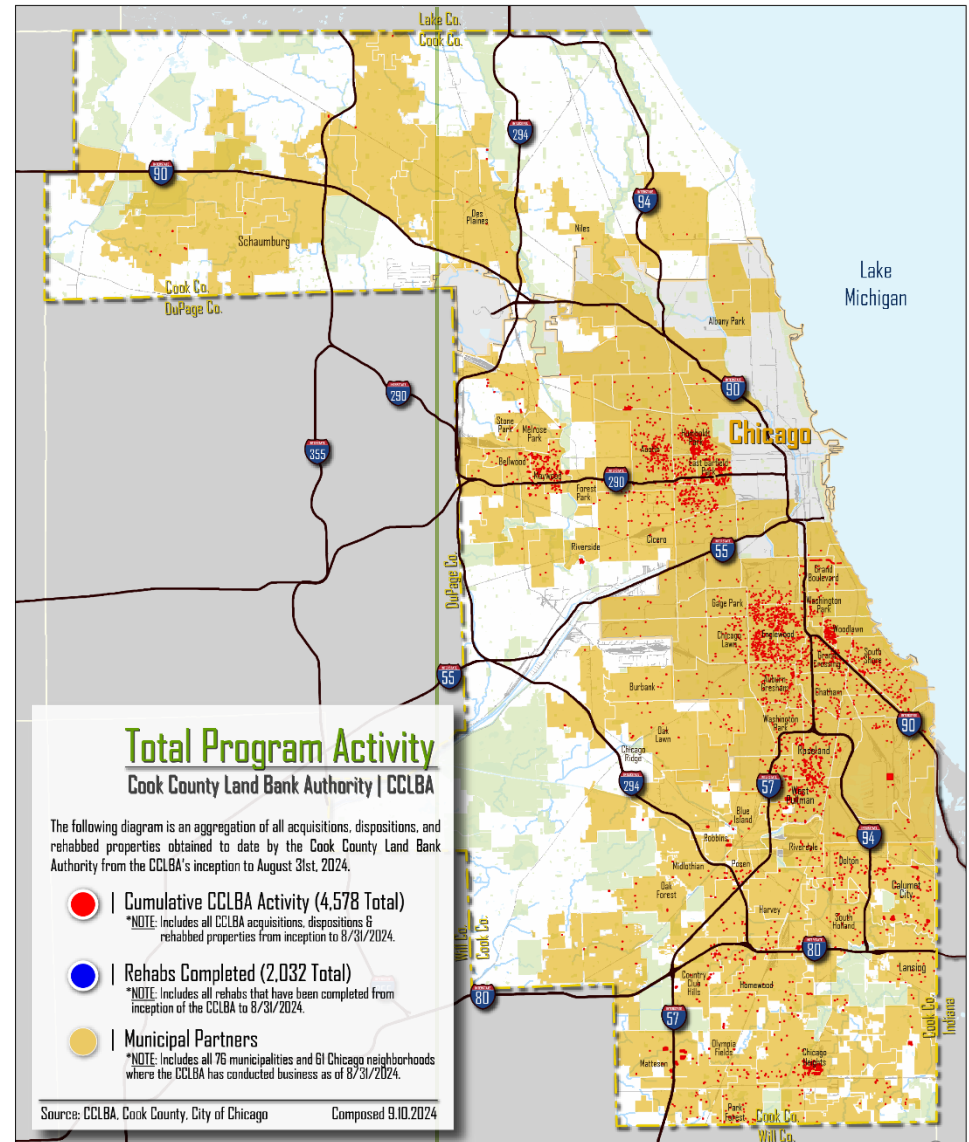 Lake Co.
Cook Co.
294
90
94
Des
Plaines
Niles
Schaumburg
Lake
Michigan
Cook Co.
DuPage Co.
Albany Park
290
90
Stone
Park
Melrose
Park
Chicago
355
Bellwood
Maywood
East Garfield
Park
290
Forest
Park
Cicero
Riverside
55
DuPage Co.
Grand
Boulevard
Gage Park
Washington
Park
Chicago
Lawn
Englewood
Woodlawn
South
Shore
55
Burbank
Chatham
Oak
Lawn
Washington
Park
90
Chicago
Ridge
Roseland
294
57
West
Pullman
Blue
Island
Robbins
Riverdale
94
Midlothian
Posen
Dolton
Oak
Forest
Calumet
City
Harvey
South
Holland
Will Co.
Cook Co.
80
Lansing
Country
Club
Hills
Homewood
80
57
Cook Co.
Indiana
Olympia
Fields
Matteson
Chicago
Heights
Park
Forest
Cook Co.
Will Co.
Total Program Activity
Cook County Land Bank Authority | CCLBA
The following diagram is an aggregation of all acquisitions, dispositions, and
rehabbed properties obtained to date by the Cook County Land Bank
Authority from the CCLBA's inception to August 31st, 2024.
| Cumulative CCLBA Activity (4,578 Total)
*NOTE: Includes all CCLBA acquisitions, dispositions &
rehabbed properties from inception to 8/31/2024.
| Rehabs Completed (2,032 Total)
*NOTE: Includes all rehabs that have been completed from
inception of the CCLBA to 8/31/2024.
| Municipal Partners
*NOTE: Includes all 76 municipalities and 61 Chicago neighborhoods
where the CCLBA has conducted business as of 8/31/2024.
Source: CCLBA, Cook County, City of Chicago
Composed 9.10.2024